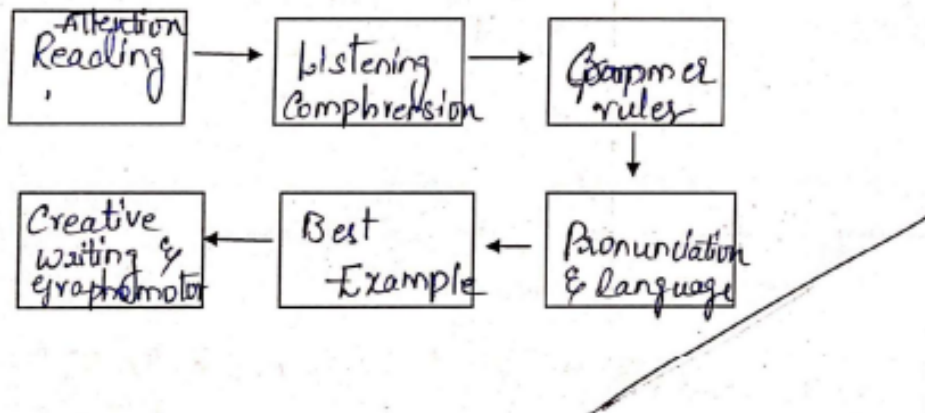 Attention
Reading
Listening
Comphrension
Grammer
rules
Pronunciation
& language
Best
Example
Creative
writing &
graphomotor